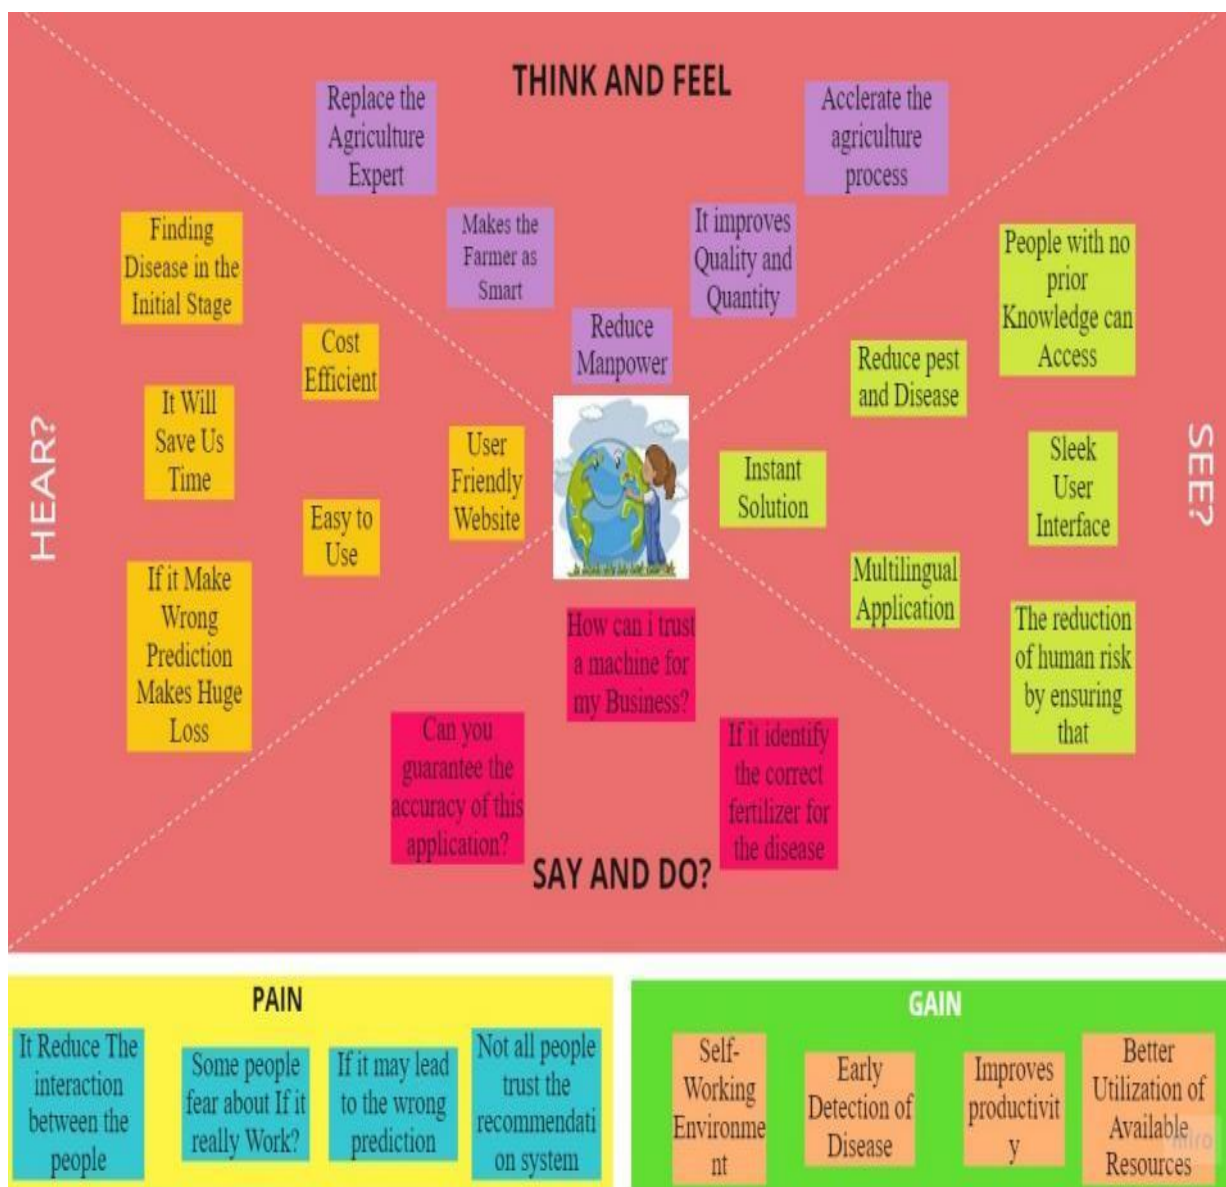 THINK AND FEEL
Replace the
Agriculture
Expert
Acclerate the
agriculture
process
Makes the
Farmer as
Smart
It improves
Quality and
Quantity
Reduce
Manpower
HEAR?
Finding
Disease in the
Initial Stage
Cost
Efficient
It Will
Save Us
Time
User
Friendly
Website
Easy to
Use
If it Make
Wrong
Prediction
Makes Huge
Loss
SEE?
People with no
prior
Knowledge can
Access
Reduce pest
and Disease
Instant
Solution
Sleek
User
Interface
Multilingual
Application
The reduction
of human risk
by ensuring
that
How can i trust
a machine for
my Business?
Can you
guarantee the
accuracy of this
application?
If it identify
the correct
fertilizer for
the disease
SAY AND DO?
PAIN
It Reduce The
interaction
between the
people
Some people
fear about If it
really Work?
If it may lead
to the wrong
prediction
Not all people
trust the
recommendati
on system
GAIN
Self-
Working
Environme
nt
Early
Detection of
Disease
Improves
productivit
y
Better
Utilization of
Available
Resources
miro